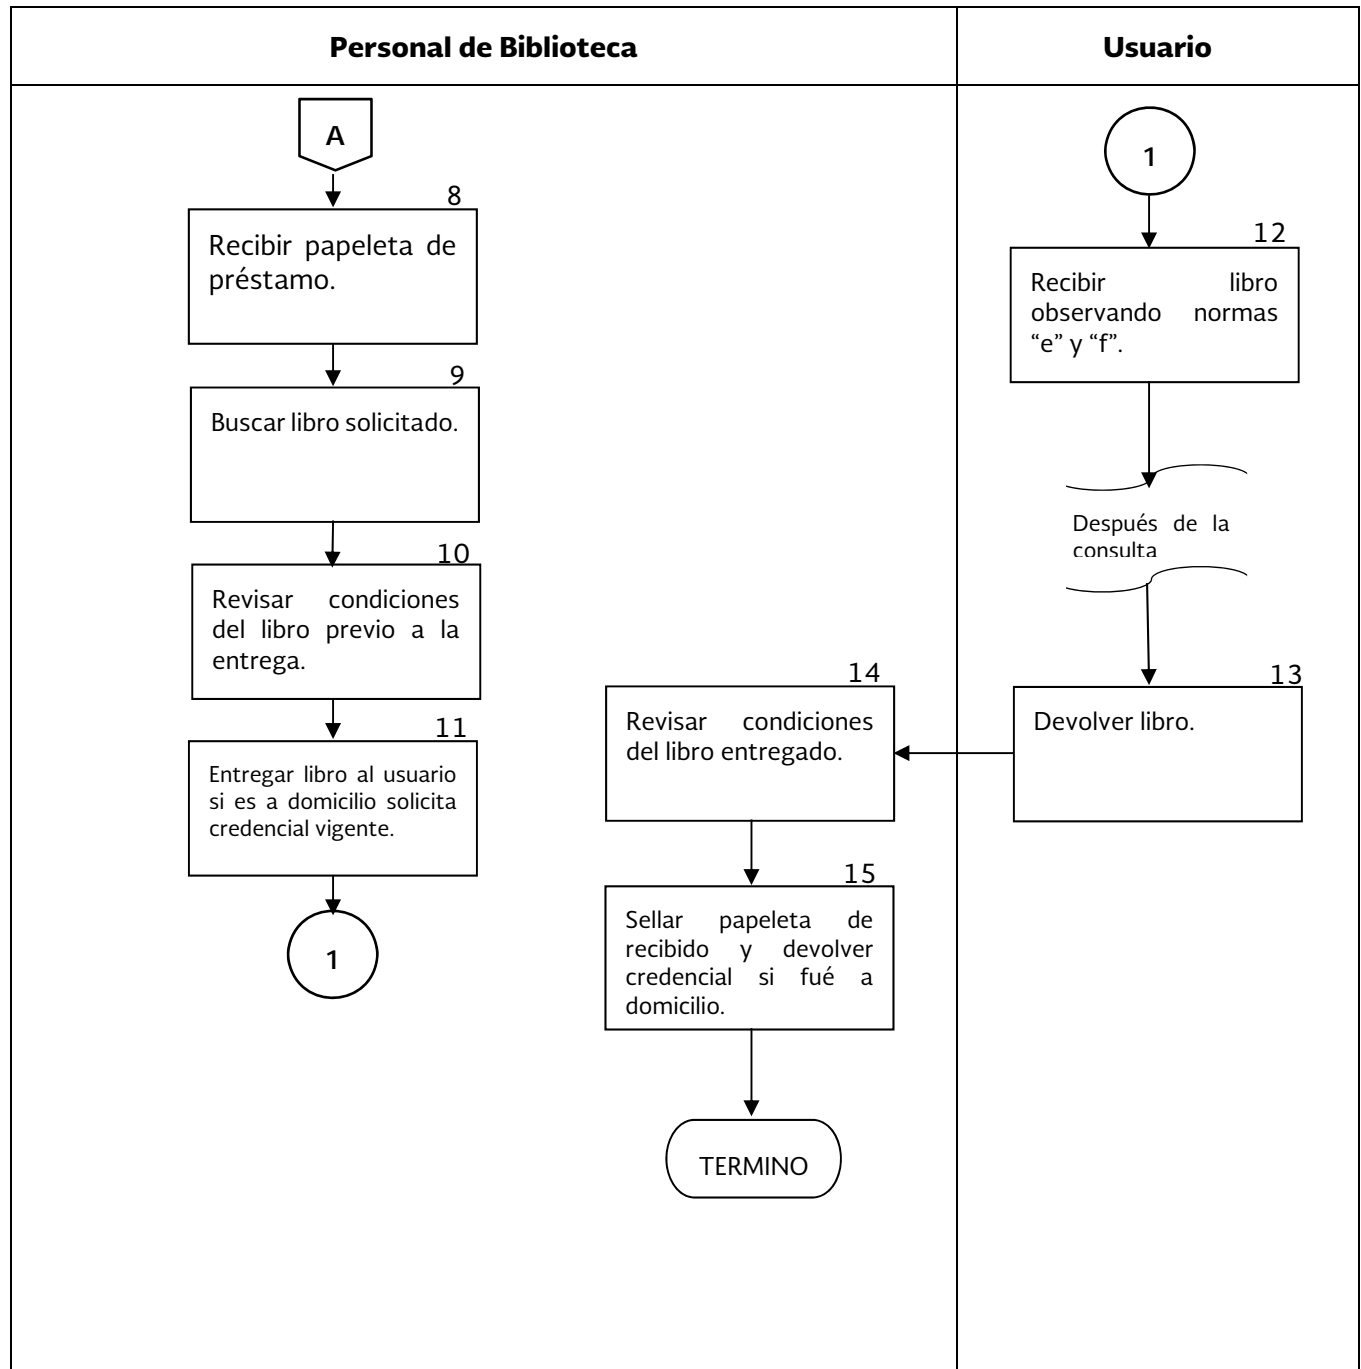 Personal de Biblioteca
Usuario
A
8
Recibir papeleta de
préstamo.
9
Buscar libro solicitado.
10
Revisar condiciones
del libro previo a la
entrega.
11
Entregar libro al usuario
si es a domicilio solicita
credencial vigente.
1
1
12
Recibir libro
observando normas
“e” y “f”.
Después de la
consulta
13
Devolver libro.
14
Revisar condiciones
del libro entregado.
15
Sellar papeleta de
recibido y devolver
credencial si fué a
domicilio.
TERMINO